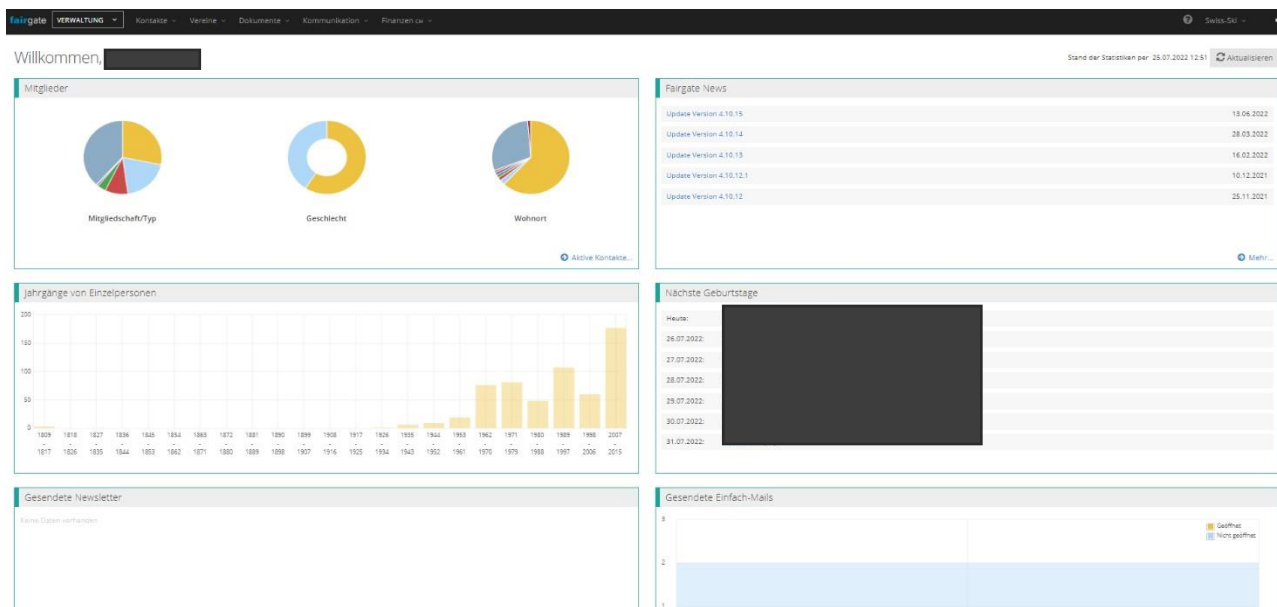 fairgate VERWALTUNG Kontakte Vereine Dokumente Kommunikation Finanzen Swiss-Ski
Willkommen,
Stand der Statistiken per 25.07.2022 12:51 Aktualisieren
Mitglieder
Mitgliedschaft/Typ Geschlecht Wohnort
Aktive Kontakte...
Fairgate News
Update Version 4.10.15 13.06.2022
Update Version 4.10.14 28.03.2022
Update Version 4.10.13 16.02.2022
Update Version 4.10.12.1 10.12.2021
Update Version 4.10.12 25.11.2021
Mehr...
Jahrgänge von Einzelpersonen
200
150
100
50
0
1809 1818 1827 1836 1845 1854 1863 1872 1881 1890 1899 1908 1917 1926 1935 1944 1953 1962 1971 1980 1989 1998 2007
- - - - - - - - - - - - - - - - - - - - - - -
1817 1826 1835 1844 1853 1862 1871 1880 1889 1898 1907 1916 1925 1934 1943 1952 1961 1970 1979 1988 1997 2006 2015
Nächste Geburtstage
Heute:
26.07.2022:
27.07.2022:
28.07.2022:
29.07.2022:
30.07.2022:
31.07.2022:
Gesendete Newsletter
Keine Daten vorhanden
Gesendete Einfach-Mails
3
2
1
Geöffnet
Nicht geöffnet